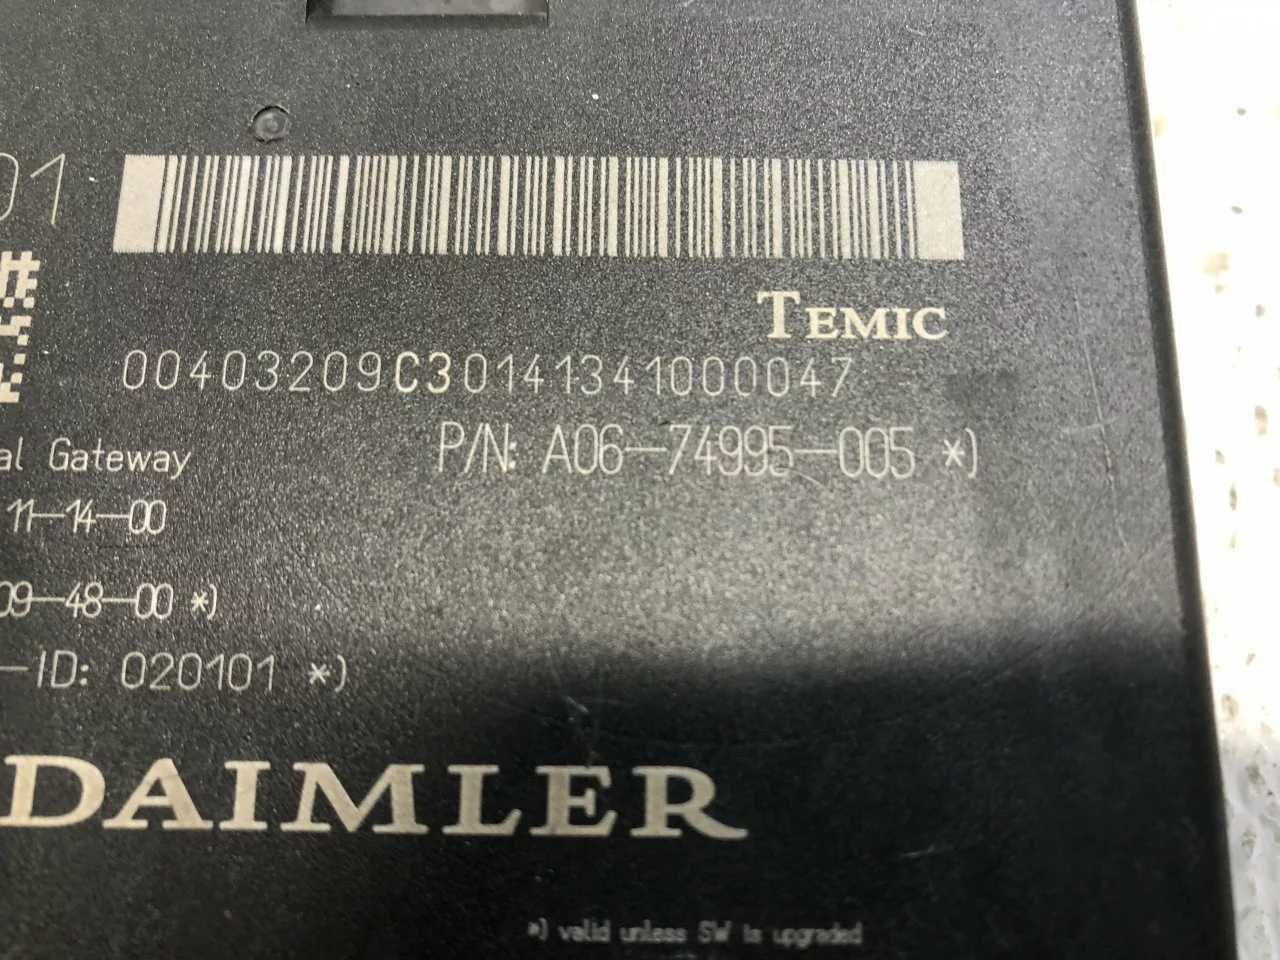 01
TEMIC
00403209C30141341000047
al Gateway
P/N: A06-74995-005 *)
11-14-00
09-48-00 *)
-ID: 020101 *)
DAIMLER
*) valid unless SW is upgraded